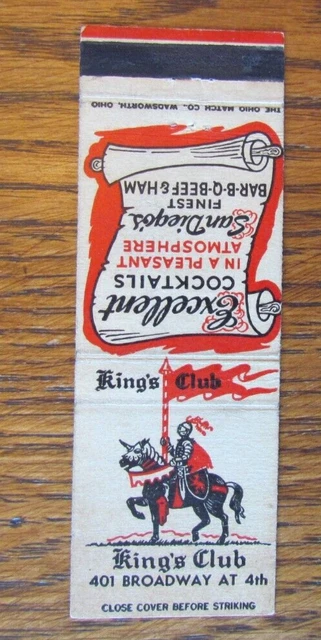 THE OHIO MATCH CO., WADSWORTH, OHIO
Excellent
COCKTAILS
IN A PLEASANT
ATMOSPHERE
San Diego's
FINEST
BAR-B-Q-BEEF & HAM
King's Club
King's Club
401 BROADWAY AT 4th
CLOSE COVER BEFORE STRIKING